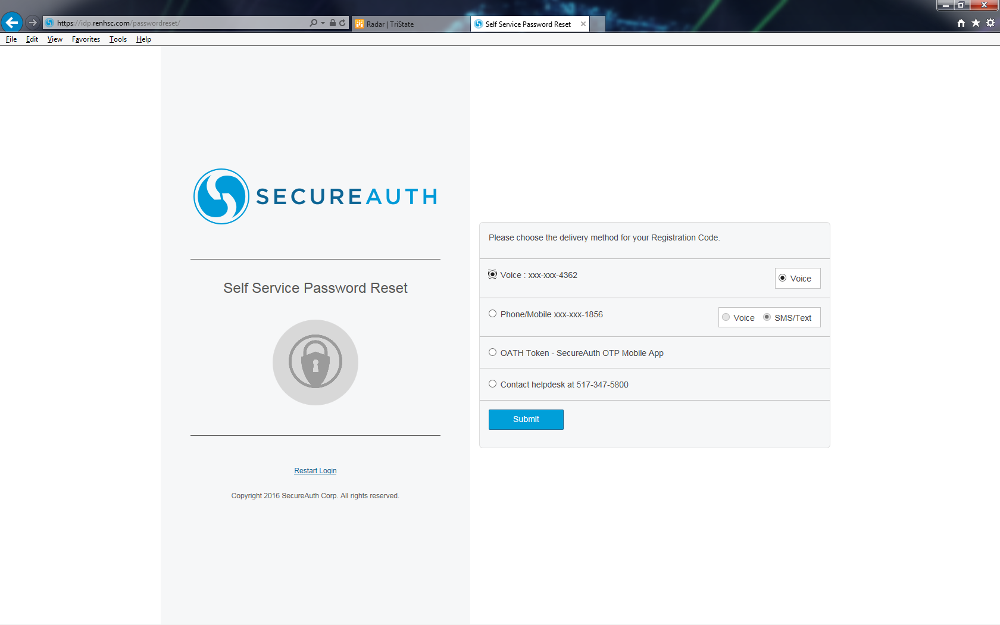 https://idp.renhsc.com/passwordreset/
Radar | TriState
Self Service Password Reset
File Edit View Favorites Tools Help
SECUREAUTH
Self Service Password Reset
Restart Login
Copyright 2016 SecureAuth Corp. All rights reserved.
Please choose the delivery method for your Registration Code.
Voice : xxx-xxx-4362 Voice
Phone/Mobile xxx-xxx-1856 Voice SMS/Text
OATH Token - SecureAuth OTP Mobile App
Contact helpdesk at 517-347-5800
Submit